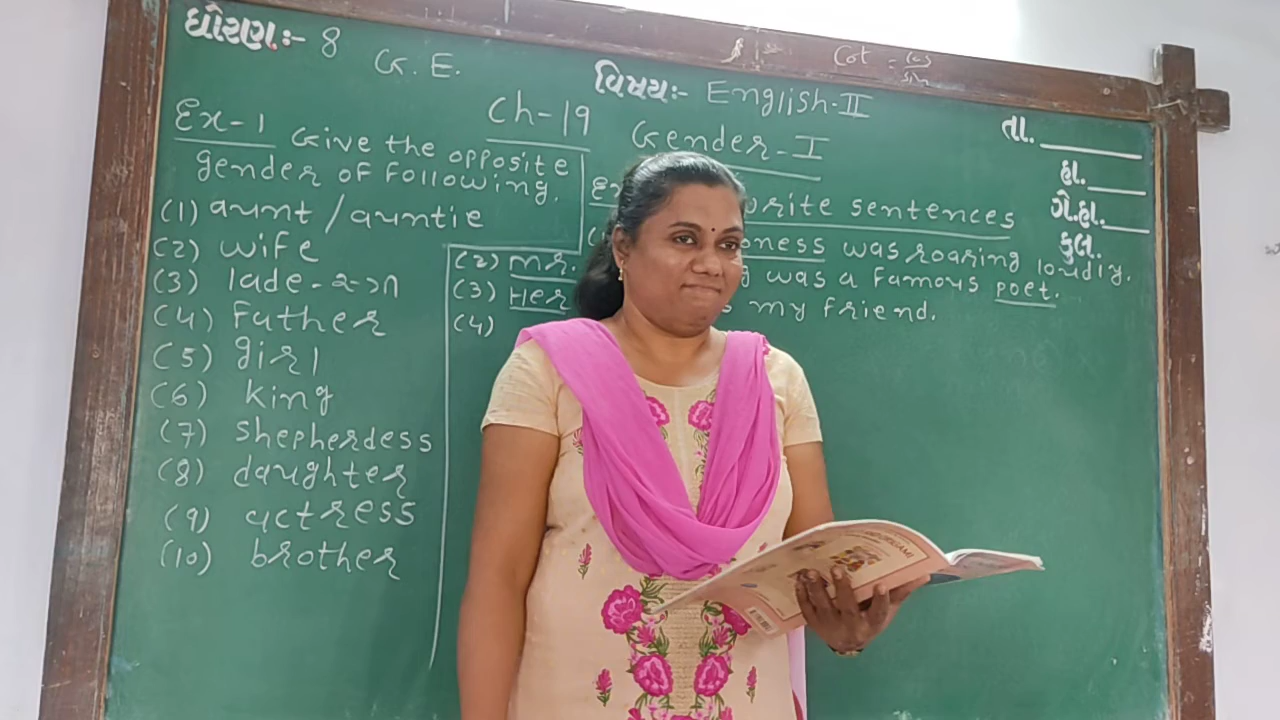 ધોરણ:- 8
G. E.
વિષય:- English-II
Ch-19
Gender-I
તા.
હા.
ગે.હા.
કુલ.
Ex-1 Give the opposite
gender of following.
(1) aunt / auntie
(2) wife
(3)
(4) Father
(5) girl
(6) king
(7) shepherdess
(8) daughter
(9) actress
(10) brother
write sentences
was roaring loudly.
(2) mr. was a famous poet.
(3) Her my friend.
(4)